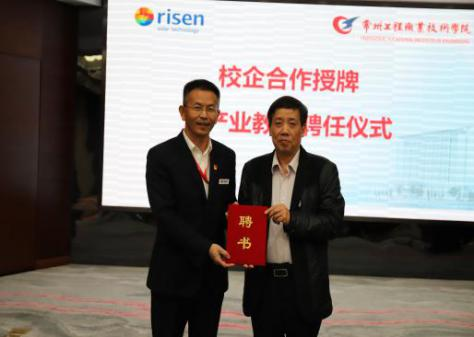 risen
solar technology
常州工程职业技术学院
校企合作授牌
产业教 聘任仪式
聘书